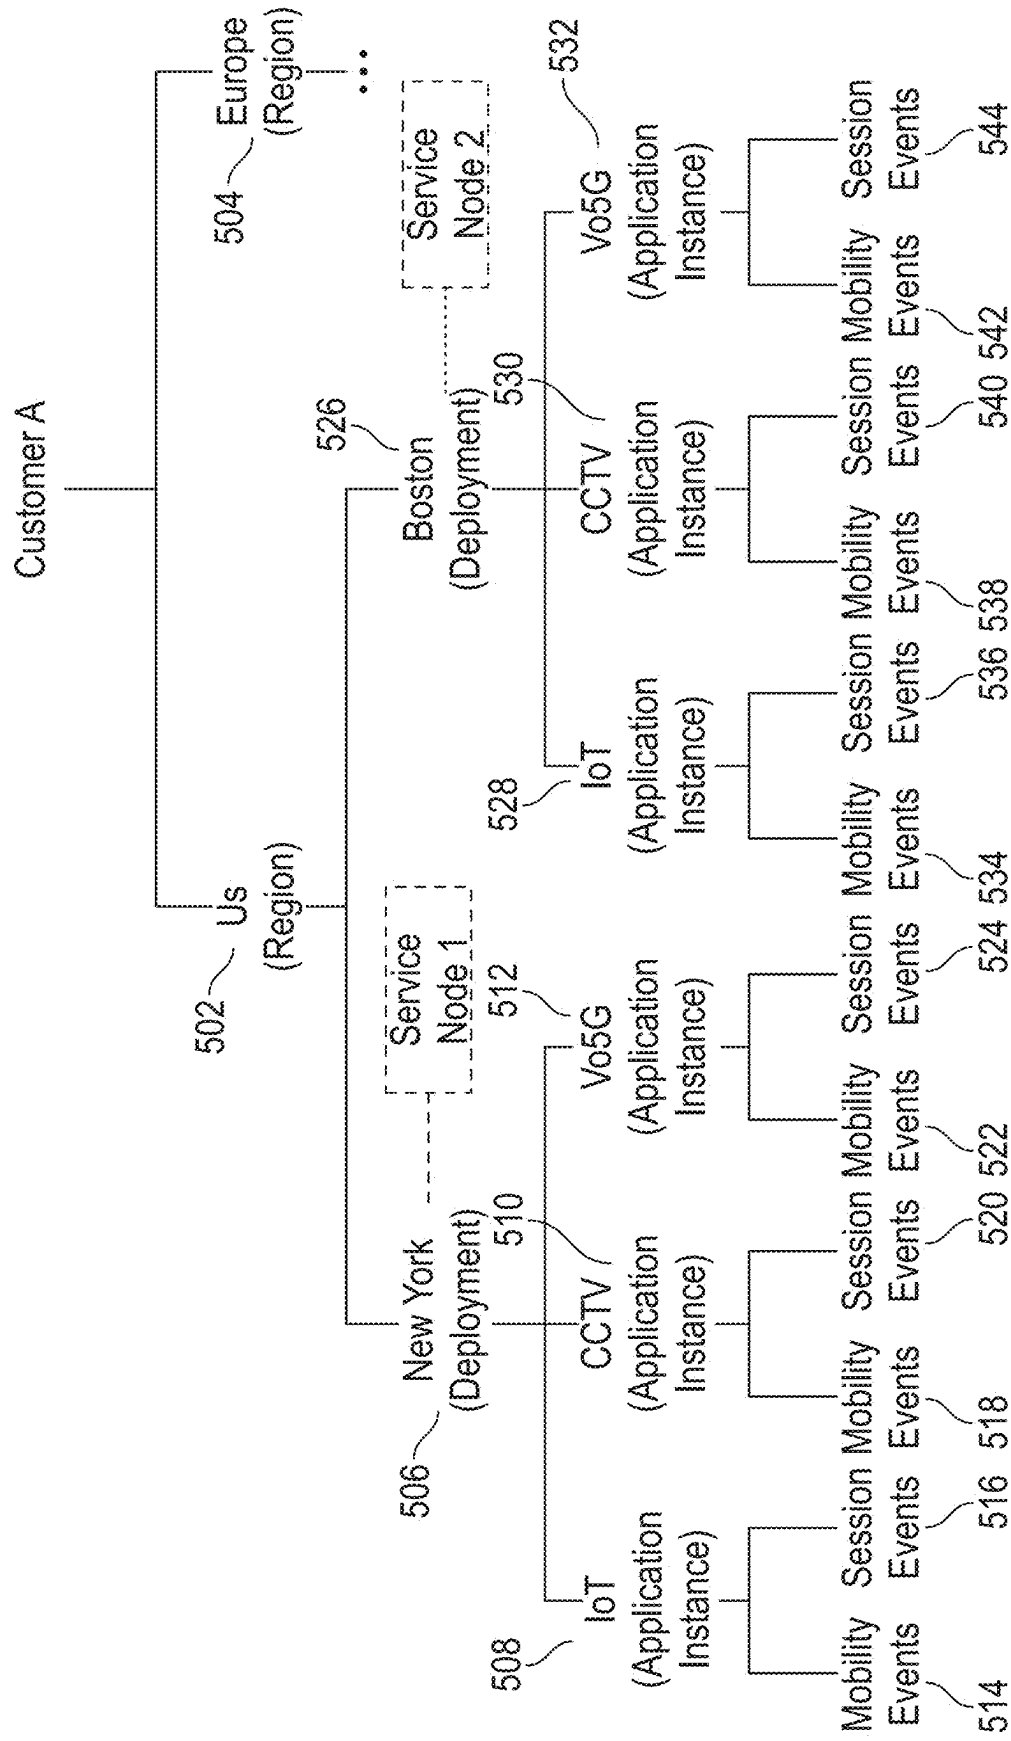 Customer A
Us
(Region)
502
Europe
(Region)
504
New York
(Deployment)
506
Service
Node 1
Boston
(Deployment)
526
Service
Node 2
IoT
(Application
Instance)
508
CCTV
(Application
Instance)
510
Vo5G
(Application
Instance)
512
IoT
(Application
Instance)
528
CCTV
(Application
Instance)
530
Vo5G
(Application
Instance)
532
Mobility
Events
514
Session
Events
516
Mobility
Events
518
Session
Events
520
Mobility
Events
522
Session
Events
524
Mobility
Events
534
Session
Events
536
Mobility
Events
538
Session
Events
540
Mobility
Events
542
Session
Events
544